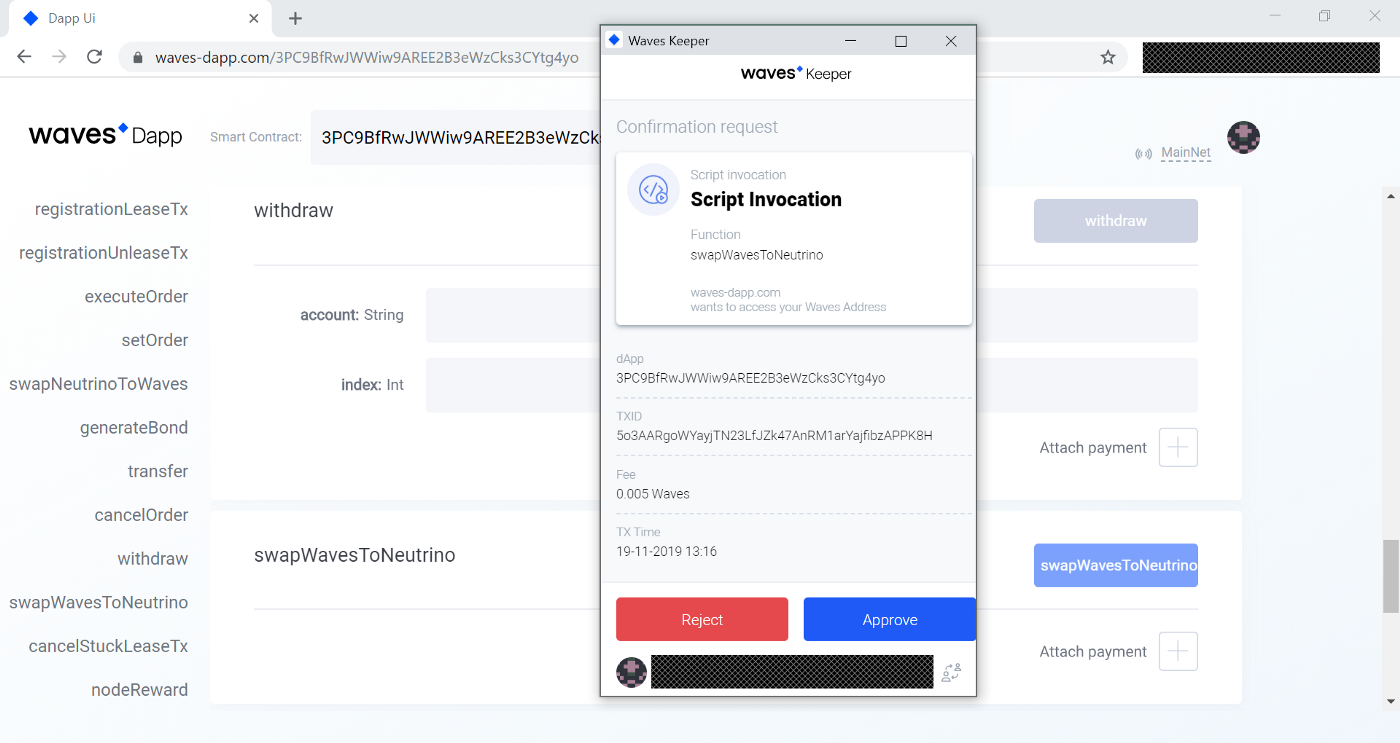 Dapp Ui
waves-dapp.com/3PC9BfRwJWWiw9AREE2B3eWzCks3CYtg4yo
waves Dapp
Smart Contract:
3PC9BfRwJWWiw9AREE2B3eWzCk
MainNet
registrationLeaseTx
registrationUnleaseTx
executeOrder
setOrder
swapNeutrinoToWaves
generateBond
transfer
cancelOrder
withdraw
swapWavesToNeutrino
cancelStuckLeaseTx
nodeReward
withdraw
withdraw
account: String
index: Int
Attach payment
swapWavesToNeutrino
swapWavesToNeutrino
Attach payment
Waves Keeper
waves Keeper
Confirmation request
Script invocation
Script Invocation
Function
swapWavesToNeutrino
waves-dapp.com
wants to access your Waves Address
dApp
3PC9BfRwJWWiw9AREE2B3eWzCks3CYtg4yo
TXID
5o3AARgoWYayjTN23LfJZk47AnRM1arYajfibzAPPK8H
Fee
0.005 Waves
TX Time
19-11-2019 13:16
Reject
Approve